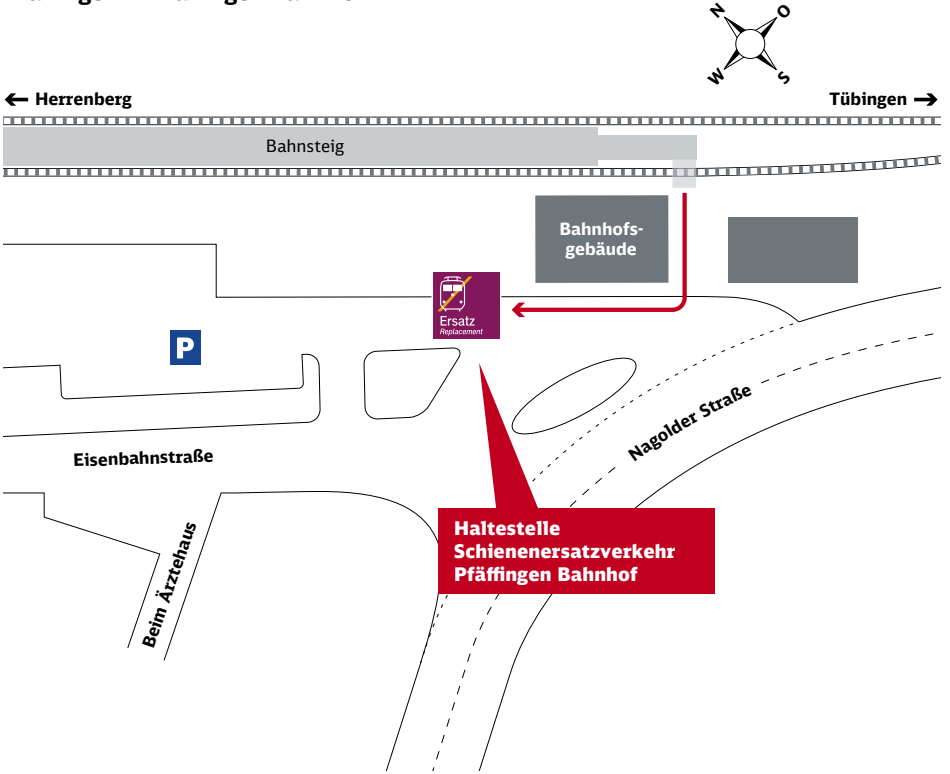 N
O
W
S
← Herrenberg
Tübingen →
Bahnsteig
Bahnhofs-
gebäude
Ersatz
Replacement
P
Nagolder Straße
Eisenbahnstraße
Beim Ärztehaus
Haltestelle
Schienenersatzverkehr
Pfäffingen Bahnhof